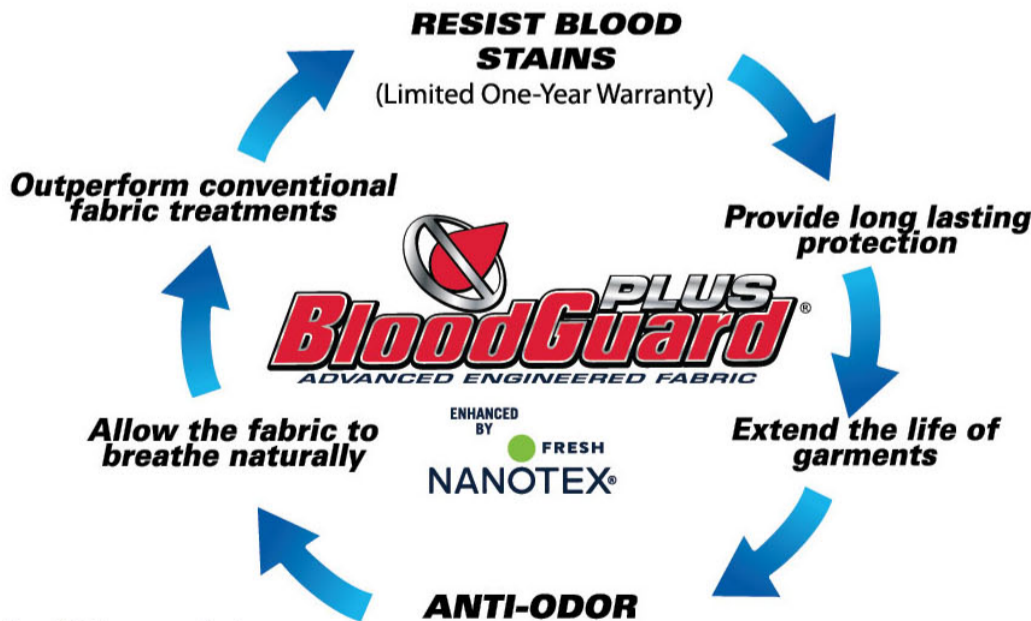 RESIST BLOOD
STAINS
(Limited One-Year Warranty)
Outperform conventional
fabric treatments
Provide long lasting
protection
PLUS
BloodGuard®
ADVANCED ENGINEERED FABRIC
ENHANCED
BY
FRESH
NANOTEX®
Allow the fabric to
breathe naturally
Extend the life of
garments
ANTI-ODOR